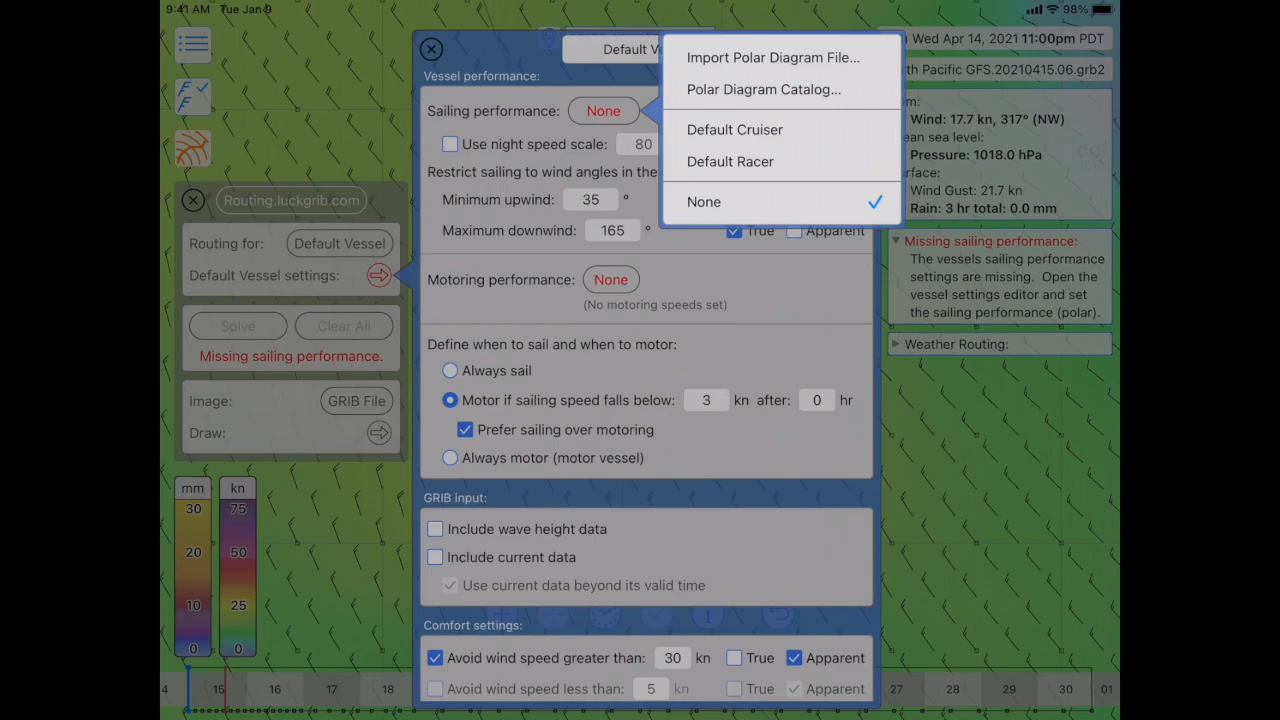 9:41 AM Tue Jan 9
98%
Default V
) Wed Apr 14, 2021 11:00pm PDT
th Pacific GFS.20210415.06.grb2
Wind: 17.7 kn, 317° (NW)
ean sea level:
Pressure: 1018.0 hPa
Wind Gust: 21.7 kn
Rain: 3 hr total: 0.0 mm
Missing sailing performance:
The vessels sailing performance
settings are missing. Open the
vessel settings editor and set
the sailing performance (polar).
Weather Routing:
Import Polar Diagram File...
Polar Diagram Catalog...
Default Cruiser
Default Racer
None
Vessel performance:
Sailing performance: None
Use night speed scale: 80
Restrict sailing to wind angles in the
Minimum upwind: 35 °
Maximum downwind: 165 ° True Apparent
Motoring performance: None
(No motoring speeds set)
Define when to sail and when to motor:
Always sail
Motor if sailing speed falls below: 3 kn after: 0 hr
Prefer sailing over motoring
Always motor (motor vessel)
GRIB input:
Include wave height data
Include current data
Use current data beyond its valid time
Comfort settings:
Avoid wind speed greater than: 30 kn True Apparent
Avoid wind speed less than: 5 kn True Apparent
Routing.luckgrib.com
Routing for: Default Vessel
Default Vessel settings:
Solve Clear All
Missing sailing performance.
Image: GRIB File
Draw:
mm kn
30 75
20 50
10 25
0 0
4 15 16 17 18 27 28 29 30 01